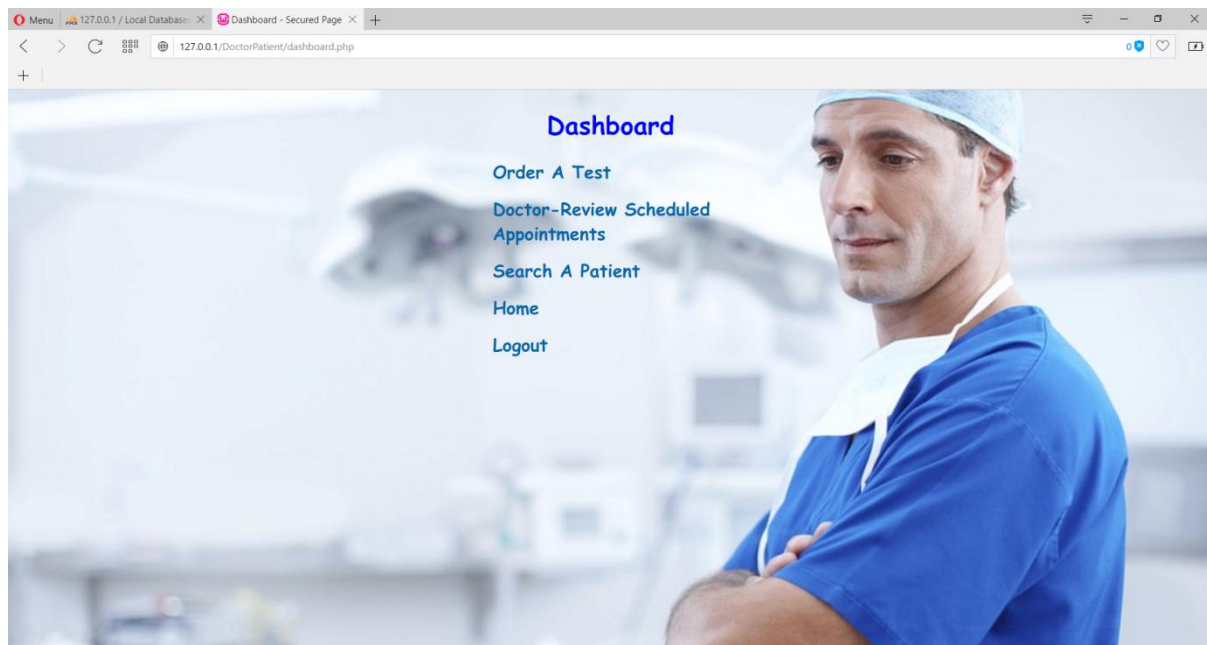 Menu
127.0.0.1 / Local Databases
Dashboard - Secured Page
127.0.0.1/DoctorPatient/dashboard.php
0
Dashboard
Order A Test
Doctor-Review Scheduled
Appointments
Search A Patient
Home
Logout